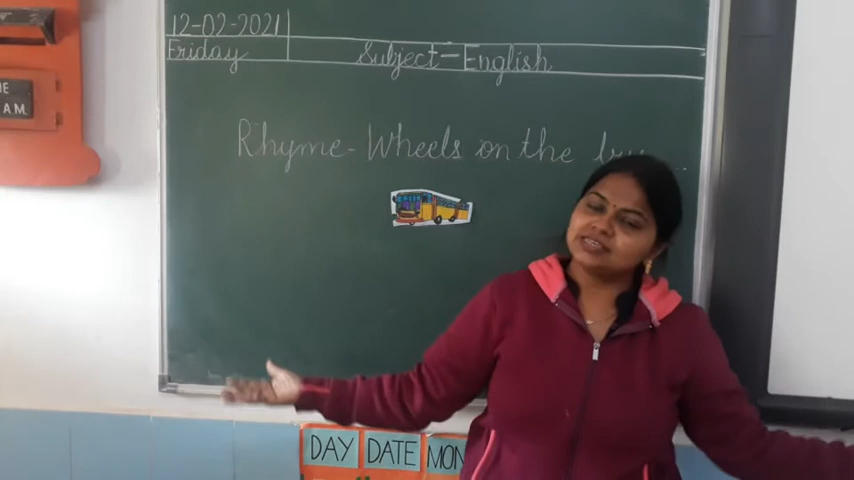 12-02-2021
Friday
Subject - English
Rhyme - Wheels on the
DAY
DATE
MON
A.M.